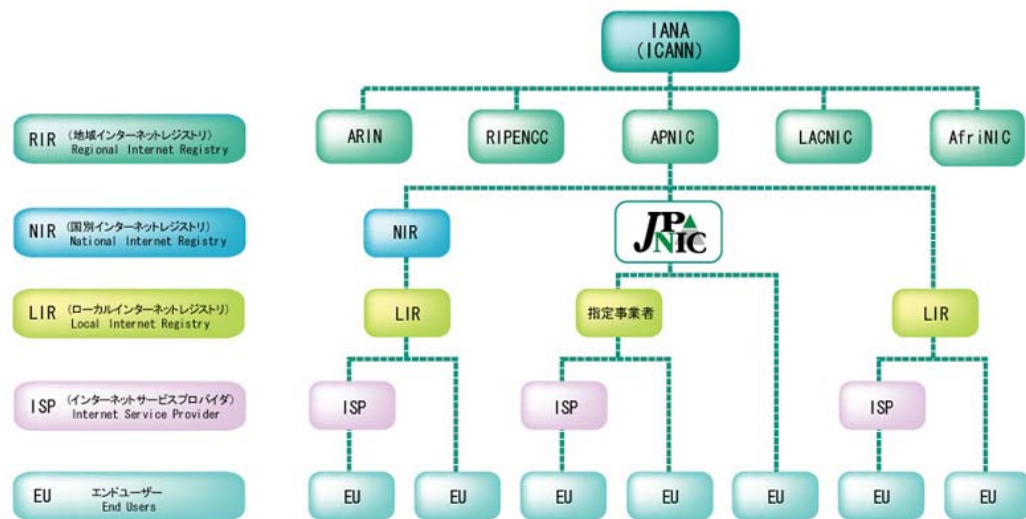 IANA
(ICANN)
RIR (地域インターネットレジストリ)
Regional Internet Registry
ARIN
RIPENCC
APNIC
LACNIC
AfriNIC
NIR (国別インターネットレジストリ)
National Internet Registry
NIR
JPNIC
LIR (ローカルインターネットレジストリ)
Local Internet Registry
LIR
指定事業者
LIR
ISP (インターネットサービスプロバイダ)
Internet Service Provider
ISP
ISP
ISP
EU エンドユーザー
End Users
EU
EU
EU
EU
EU
EU
EU